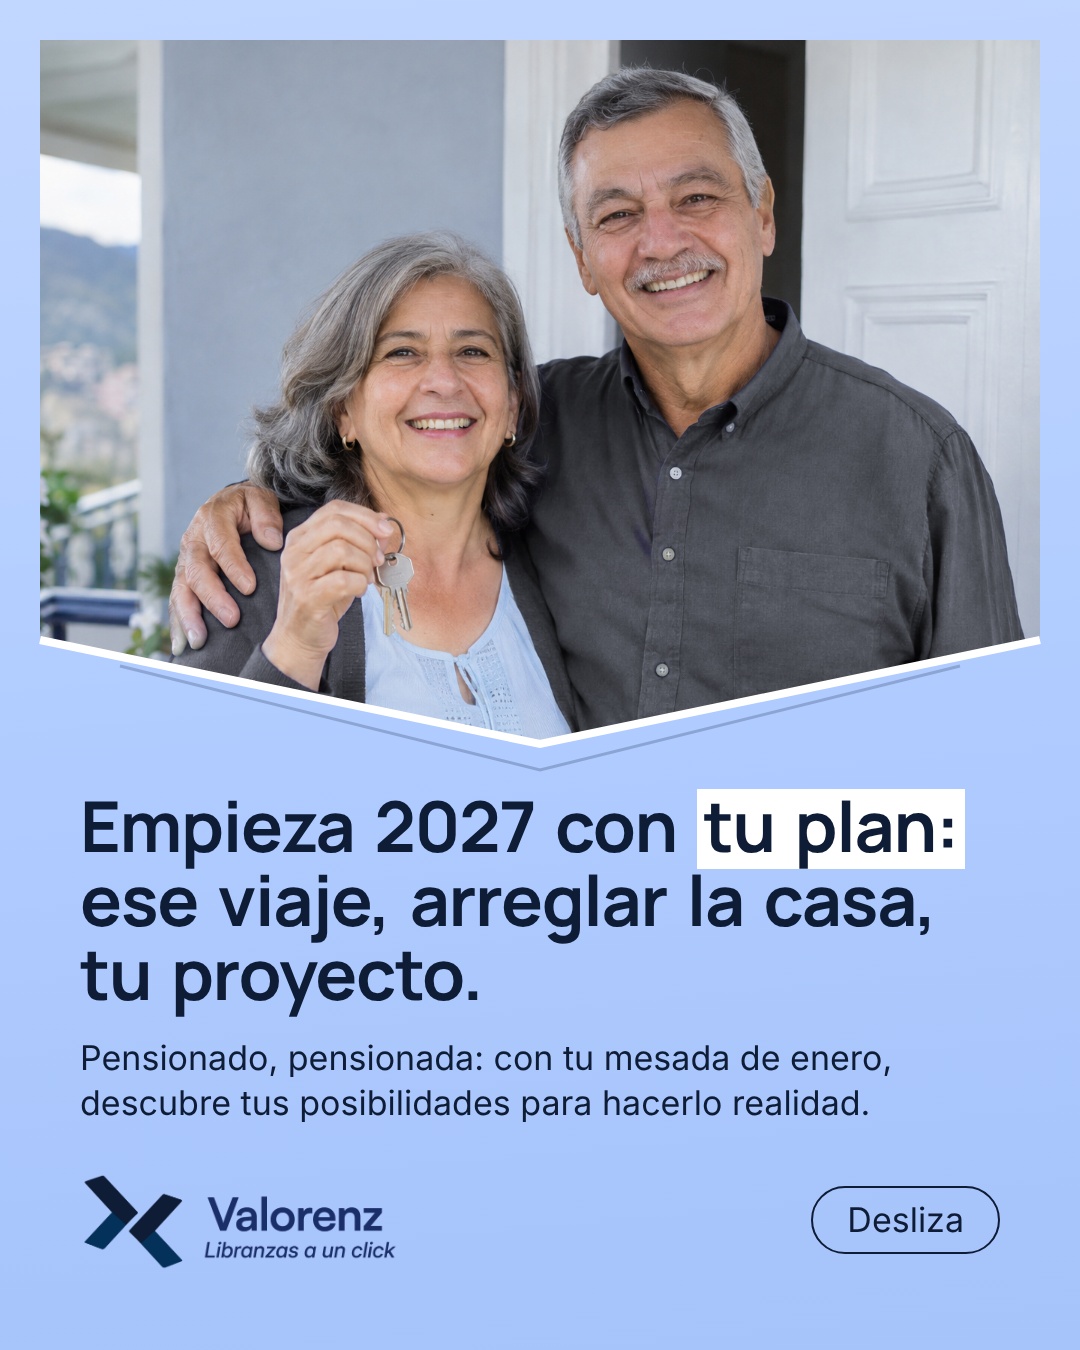 Empieza 2027 con tu plan:
ese viaje, arreglar la casa,
tu proyecto.
Pensionado, pensionada: con tu mesada de enero,
descubre tus posibilidades para hacerlo realidad.
Valorenz
Libranzas a un click
Desliza